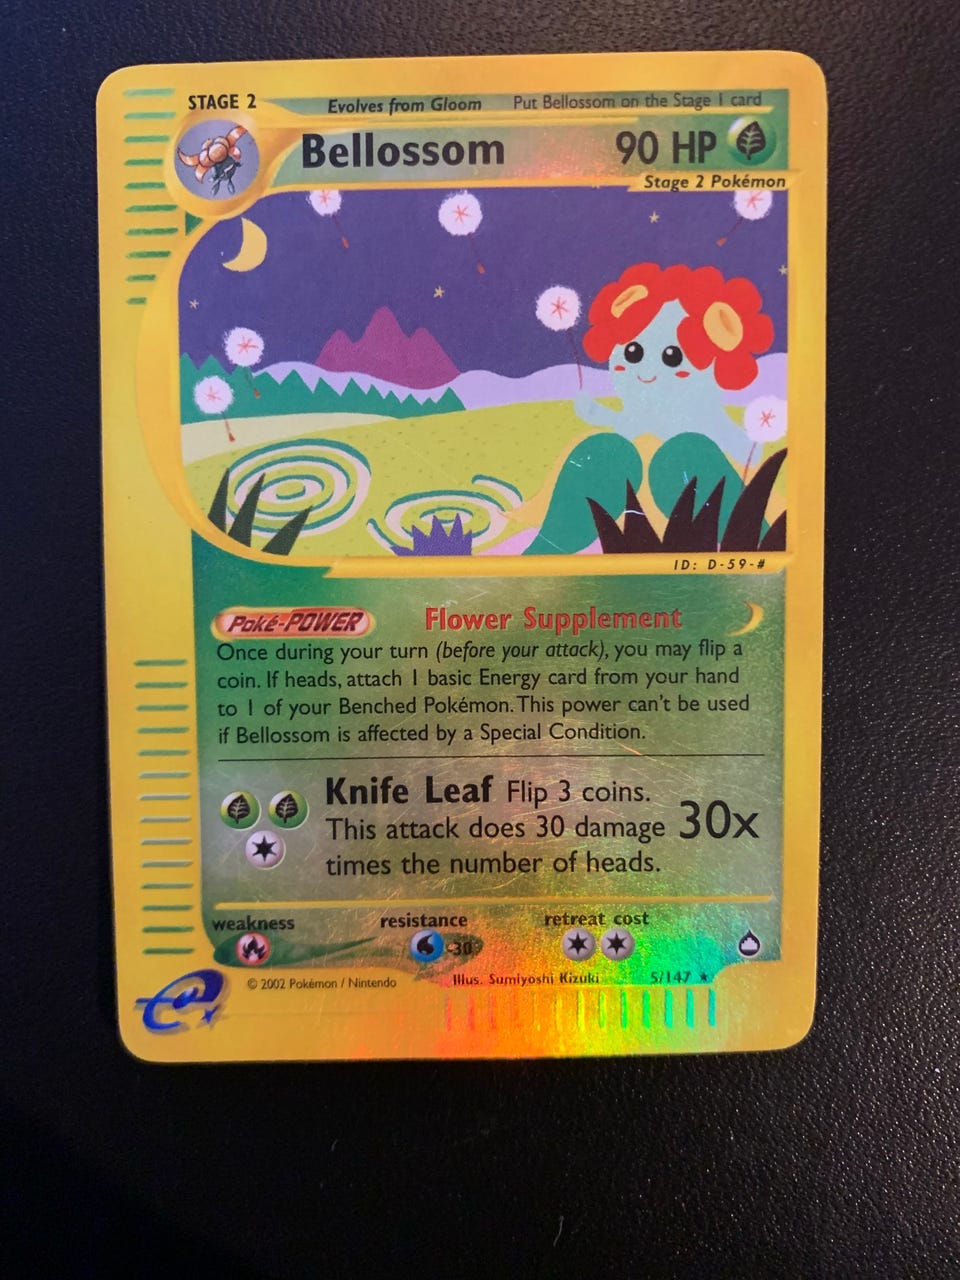 STAGE 2
Evolves from Gloom Put Bellossom on the Stage 1 card
Bellossom 90 HP
Stage 2 Pokémon
ID: D-59-#
Poké-POWER Flower Supplement
Once during your turn (before your attack), you may flip a
coin. If heads, attach 1 basic Energy card from your hand
to 1 of your Benched Pokémon. This power can't be used
if Bellossom is affected by a Special Condition.
Knife Leaf Flip 3 coins.
This attack does 30 damage 30x
times the number of heads.
weakness resistance retreat cost
-30
Illus. Sumiyoshi Kizuki 5/147 ★
© 2002 Pokémon / Nintendo
e